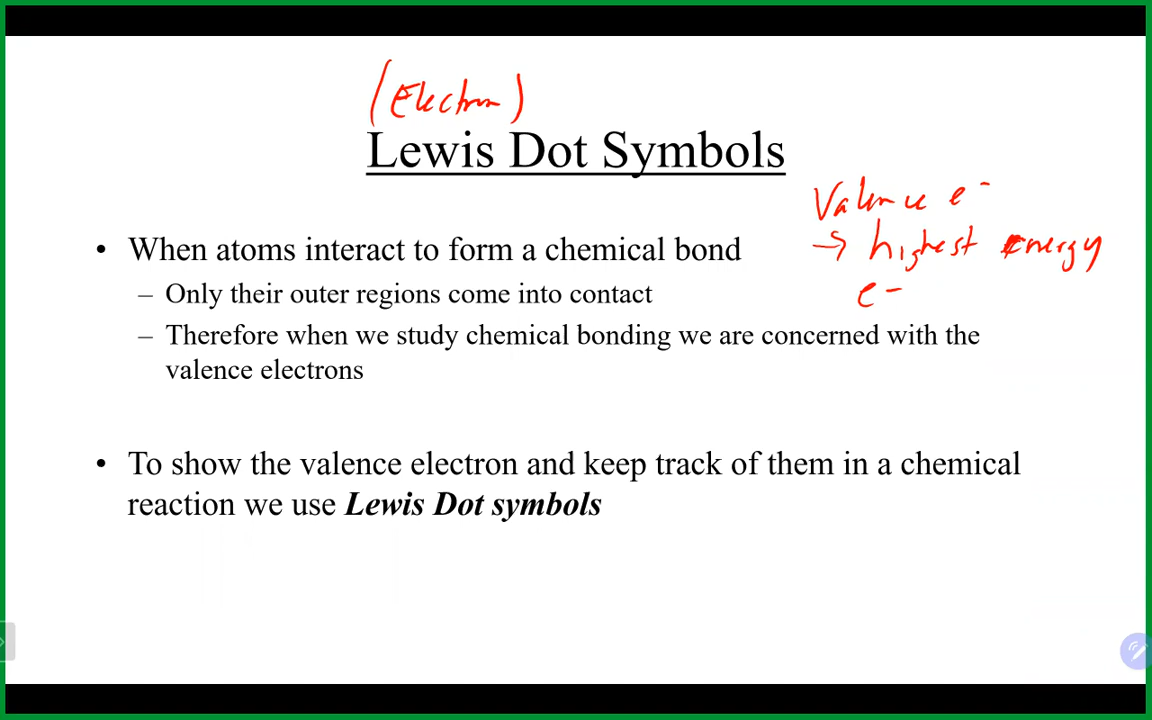 (Electron)
Lewis Dot Symbols
Valence e-
→ highest energy
e-
• When atoms interact to form a chemical bond
– Only their outer regions come into contact
– Therefore when we study chemical bonding we are concerned with the
valence electrons
• To show the valence electron and keep track of them in a chemical
reaction we use Lewis Dot symbols